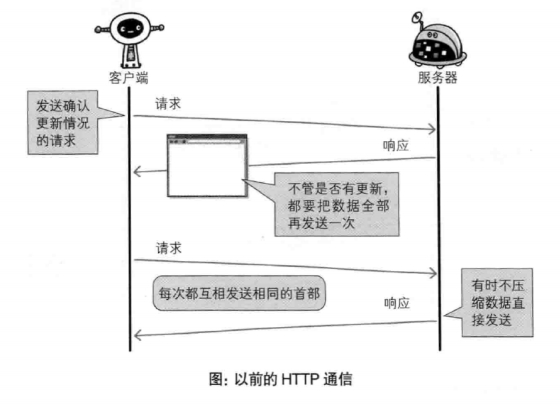 客户端
服务器
发送确认
更新情况
的请求
请求
响应
不管是否有更新，
都要把数据全部
再发送一次
请求
每次都互相发送相同的首部
响应
有时不压
缩数据直
接发送
图：以前的 HTTP 通信